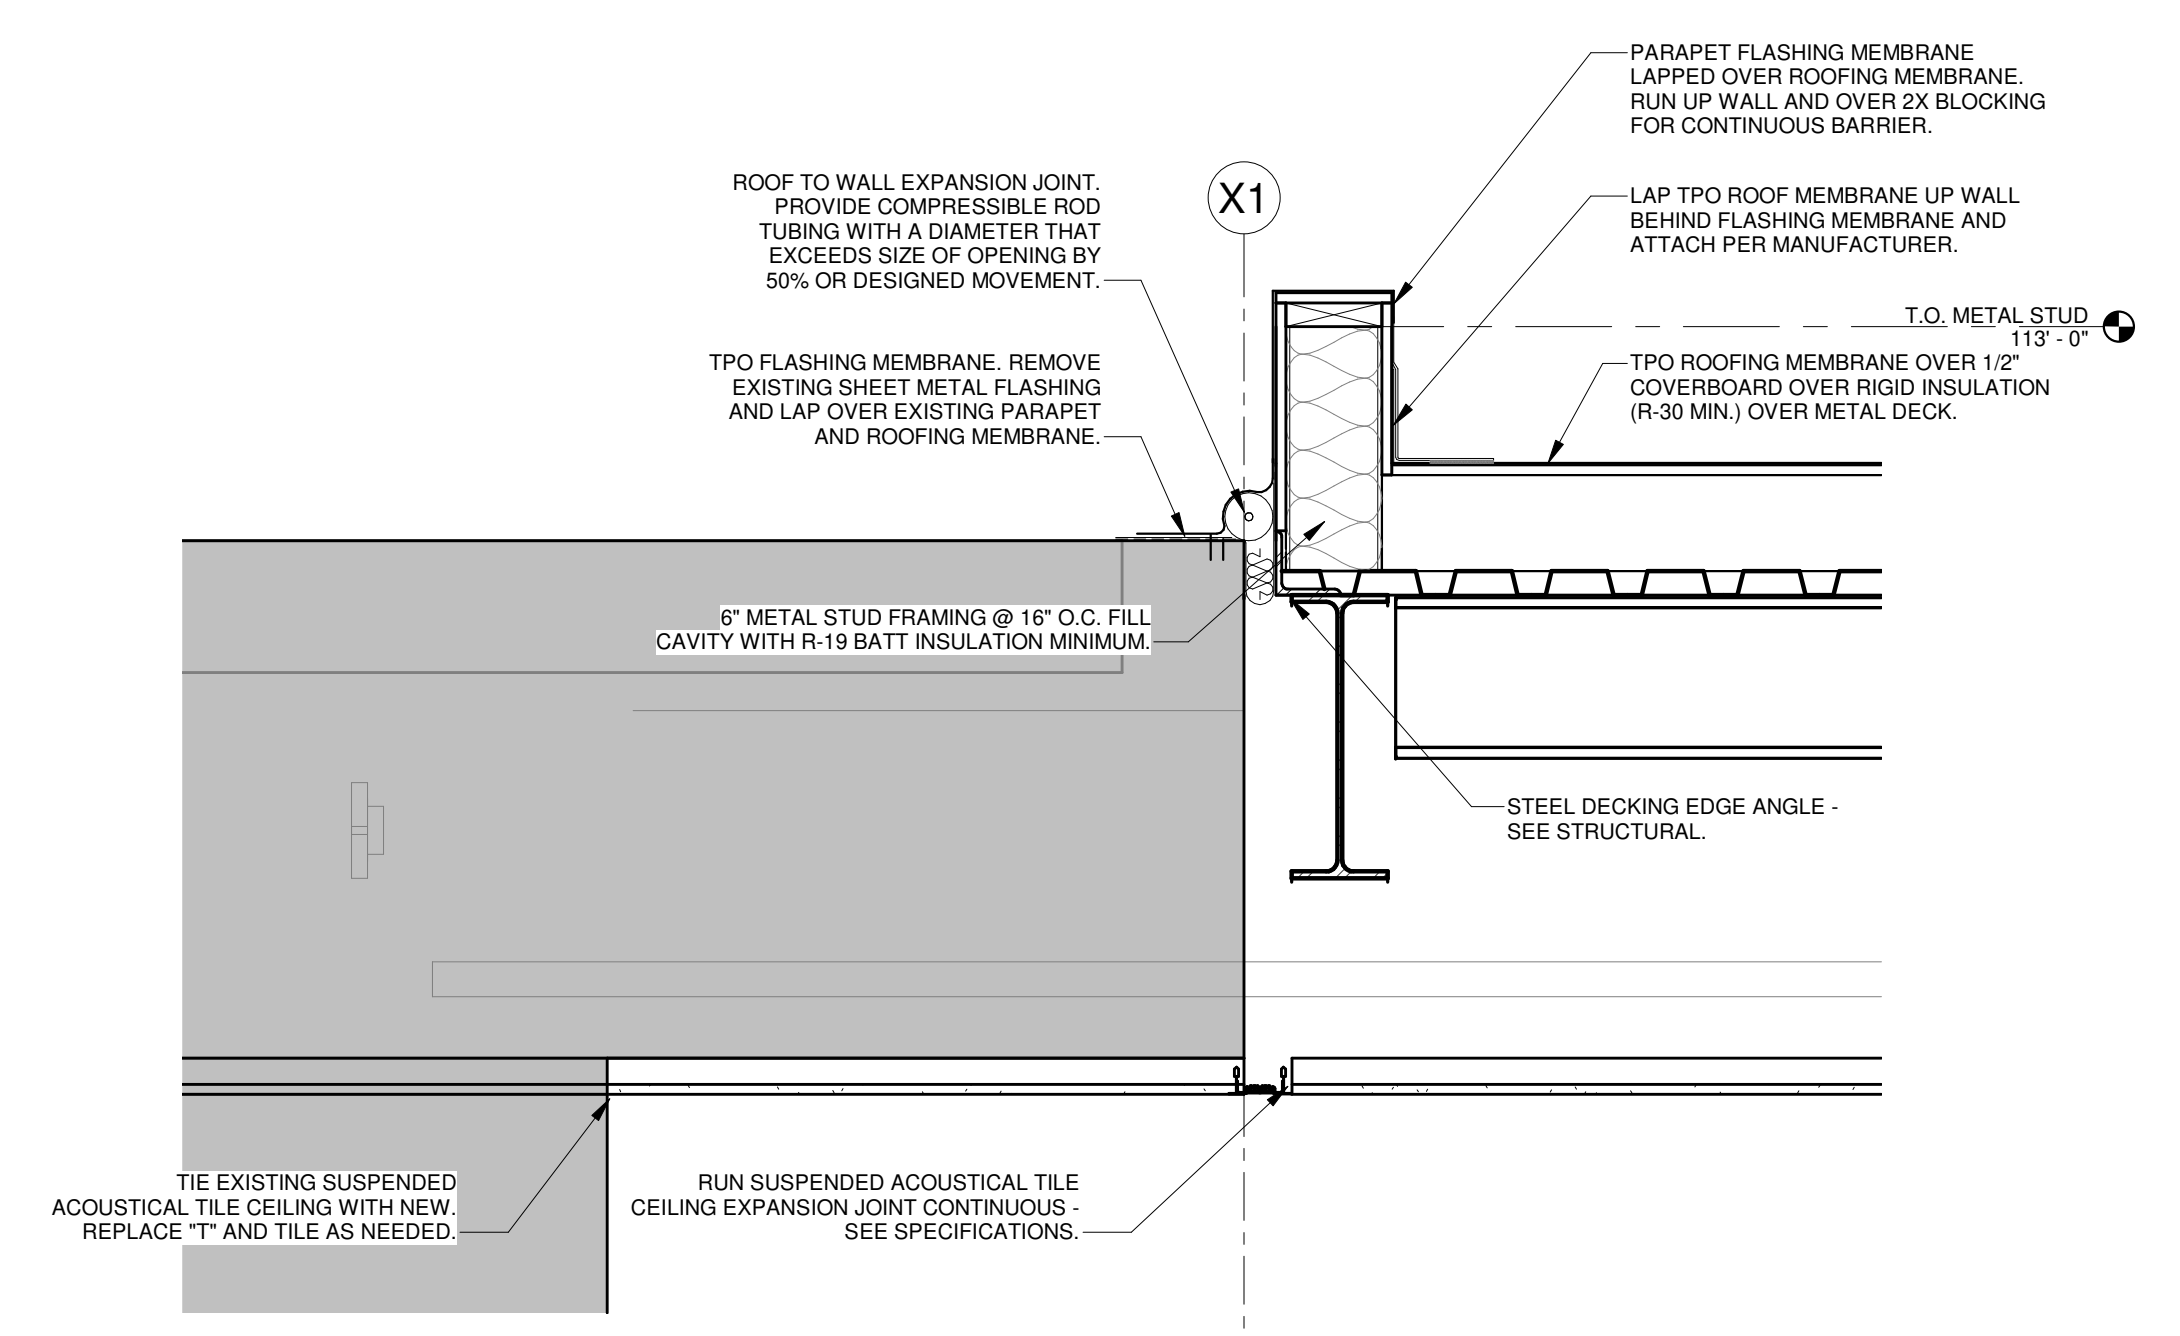 PARAPET FLASHING MEMBRANE
LAPPED OVER ROOFING MEMBRANE.
RUN UP WALL AND OVER 2X BLOCKING
FOR CONTINUOUS BARRIER.
ROOF TO WALL EXPANSION JOINT.
PROVIDE COMPRESSIBLE ROD
TUBING WITH A DIAMETER THAT
EXCEEDS SIZE OF OPENING BY
50% OR DESIGNED MOVEMENT.
X1
LAP TPO ROOF MEMBRANE UP WALL
BEHIND FLASHING MEMBRANE AND
ATTACH PER MANUFACTURER.
T.O. METAL STUD
113' - 0"
TPO FLASHING MEMBRANE. REMOVE
EXISTING SHEET METAL FLASHING
AND LAP OVER EXISTING PARAPET
AND ROOFING MEMBRANE.
TPO ROOFING MEMBRANE OVER 1/2"
COVERBOARD OVER RIGID INSULATION
(R-30 MIN.) OVER METAL DECK.
6" METAL STUD FRAMING @ 16" O.C. FILL
CAVITY WITH R-19 BATT INSULATION MINIMUM.
STEEL DECKING EDGE ANGLE -
SEE STRUCTURAL.
TIE EXISTING SUSPENDED
ACOUSTICAL TILE CEILING WITH NEW.
REPLACE "T" AND TILE AS NEEDED.
RUN SUSPENDED ACOUSTICAL TILE
CEILING EXPANSION JOINT CONTINUOUS -
SEE SPECIFICATIONS.